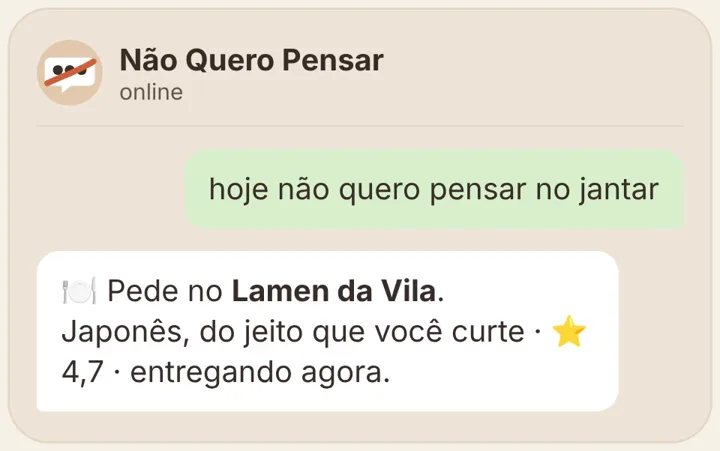 Não Quero Pensar
online
hoje não quero pensar no jantar
🍽️ Pede no Lamen da Vila.
Japonês, do jeito que você curte · ⭐
4,7 · entregando agora.